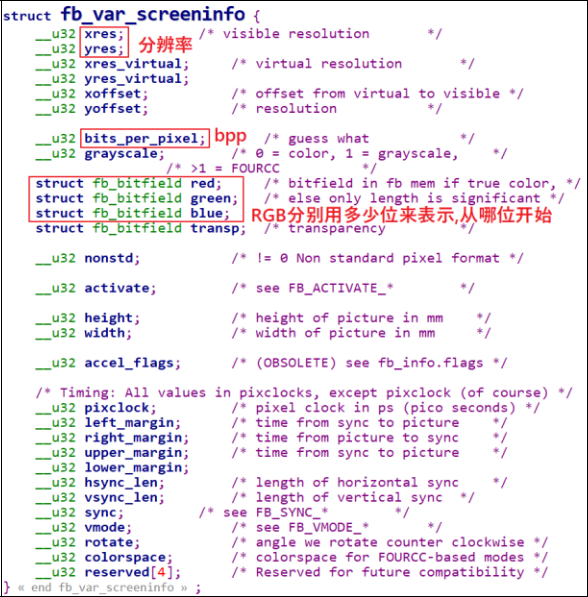 struct fb_var_screeninfo {
__u32 xres; /* visible resolution */
__u32 yres; 分辨率
__u32 xres_virtual; /* virtual resolution */
__u32 yres_virtual;
__u32 xoffset; /* offset from virtual to visible */
__u32 yoffset; /* resolution */
__u32 bits_per_pixel; bpp /* guess what */
__u32 grayscale; /* 0 = color, 1 = grayscale, */
/* >1 = FOURCC */
struct fb_bitfield red; /* bitfield in fb mem if true color, */
struct fb_bitfield green; /* else only length is significant */
struct fb_bitfield blue; RGB分别用多少位来表示,从哪位开始
struct fb_bitfield transp; /* transparency */
__u32 nonstd; /* != 0 Non standard pixel format */
__u32 activate; /* see FB_ACTIVATE_* */
__u32 height; /* height of picture in mm */
__u32 width; /* width of picture in mm */
__u32 accel_flags; /* (OBSOLETE) see fb_info.flags */
/* Timing: All values in pixclocks, except pixclock (of course) */
__u32 pixclock; /* pixel clock in ps (pico seconds) */
__u32 left_margin; /* time from sync to picture */
__u32 right_margin; /* time from picture to sync */
__u32 upper_margin; /* time from sync to picture */
__u32 lower_margin;
__u32 hsync_len; /* length of horizontal sync */
__u32 vsync_len; /* length of vertical sync */
__u32 sync; /* see FB_SYNC_* */
__u32 vmode; /* see FB_VMODE_* */
__u32 rotate; /* angle we rotate counter clockwise */
__u32 colorspace; /* colorspace for FOURCC-based modes */
__u32 reserved[4]; /* Reserved for future compatibility */
} « end fb_var_screeninfo » ;